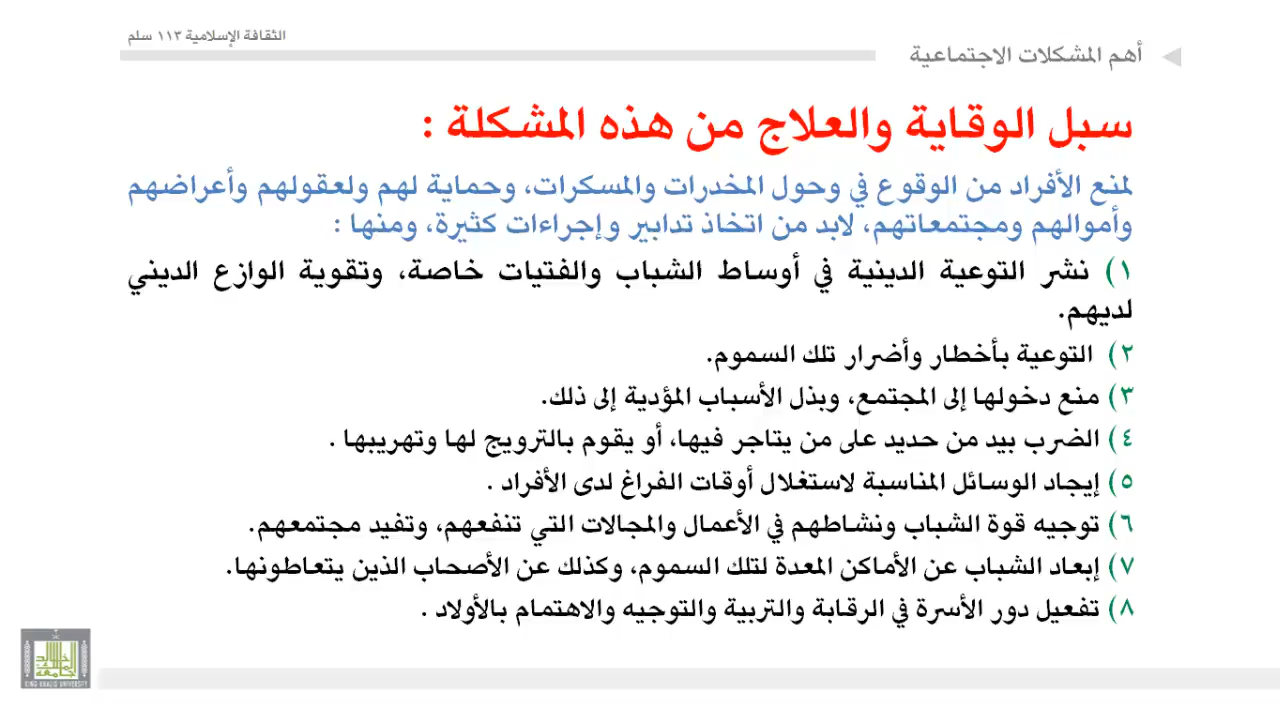 الثقافة الإسلامية ١١٣ سلم
أهم المشكلات الاجتماعية
سبل الوقاية والعلاج من هذه المشكلة :
لمنع الأفراد من الوقوع في وحول المخدرات والمسكرات، وحماية لهم ولعقولهم وأعراضهم
وأموالهم ومجتمعاتهم، لابد من اتخاذ تدابير وإجراءات كثيرة، ومنها :
١) نشر التوعية الدينية في أوساط الشباب والفتيات خاصة، وتقوية الوازع الديني
لديهم.
٢) التوعية بأخطار وأضرار تلك السموم.
٣) منع دخولها إلى المجتمع، وبذل الأسباب المؤدية إلى ذلك.
٤) الضرب بيد من حديد على من يتاجر فيها، أو يقوم بالترويج لها وتهريبها .
٥) إيجاد الوسائل المناسبة لاستغلال أوقات الفراغ لدى الأفراد .
٦) توجيه قوة الشباب ونشاطهم في الأعمال والمجالات التي تنفعهم، وتفيد مجتمعهم.
٧) إبعاد الشباب عن الأماكن المعدة لتلك السموم، وكذلك عن الأصحاب الذين يتعاطونها.
٨) تفعيل دور الأسرة في الرقابة والتربية والتوجيه والاهتمام بالأولاد .
جامعة الملك خالد
KING KHALID UNIVERSITY